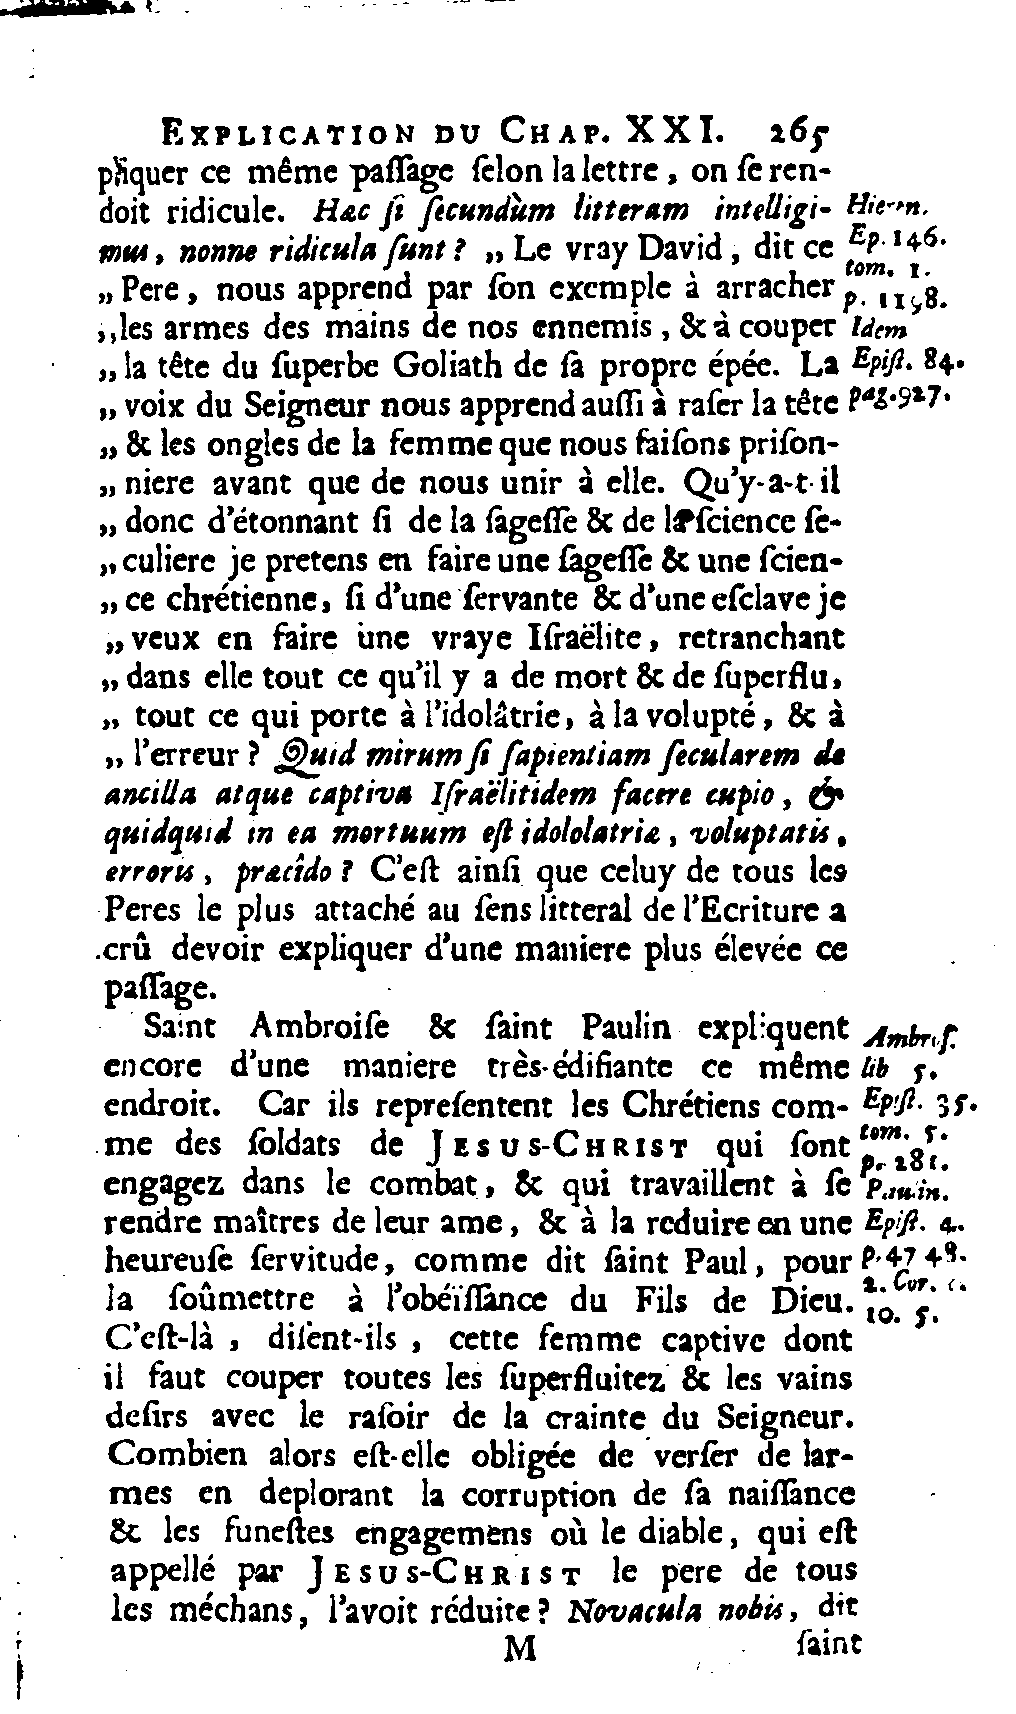 EXPLICATION DU CHAP. XXI. 265
pliquer ce même paſſage ſelon la lettre, on ſe ren-
doit ridicule. Hæc ſi ſecundùm litteram intelligi-
mus, nonne ridicula ſunt? „ Le vray David, dit ce
„ Pere, nous apprend par ſon exemple à arracher
„ les armes des mains de nos ennemis, & à couper
„ la tête du ſuperbe Goliath de ſa propre épée. La
„ voix du Seigneur nous apprend auſſi à raſer la tête
„ & les ongles de la femme que nous faiſons priſon-
„ niere avant que de nous unir à elle. Qu'y-a-t-il
„ donc d'étonnant ſi de la ſageſſe & de la ſcience ſe-
„ culiere je pretens en faire une ſageſſe & une ſcien-
„ ce chrétienne, ſi d'une ſervante & d'une eſclave je
„ veux en faire une vraye Iſraëlite, retranchant
„ dans elle tout ce qu'il y a de mort & de ſuperflu,
„ tout ce qui porte à l'idolâtrie, à la volupté, & à
„ l'erreur? Quid mirum ſi ſapientiam ſecularem de
ancilla atque captiva Iſraëlitidem facere cupio, &
quidquid in ea mortuum eſt idololatriæ, voluptatis,
erroris, præcîdo? C'eſt ainſi que celuy de tous les
Peres le plus attaché au ſens litteral de l'Ecriture a
crû devoir expliquer d'une maniere plus élevée ce
paſſage.
Saint Ambroiſe & ſaint Paulin expliquent
encore d'une maniere très-édifiante ce même
endroit. Car ils repreſentent les Chrétiens com-
me des ſoldats de JESUS-CHRIST qui ſont
engagez dans le combat, & qui travaillent à ſe
rendre maîtres de leur ame, & à la reduire en une
heureuſe ſervitude, comme dit ſaint Paul, pour
la ſoûmettre à l'obéïſſance du Fils de Dieu.
C'eſt-là, diſent-ils, cette femme captive dont
il faut couper toutes les ſuperfluitez & les vains
deſirs avec le raſoir de la crainte du Seigneur.
Combien alors eſt-elle obligée de verſer de lar-
mes en deplorant la corruption de ſa naiſſance
& les funeſtes engagemens où le diable, qui eſt
appellé par JESUS-CHRIST le pere de tous
les méchans, l'avoit réduite? Novacula nobis, dit
M ſaint
Hieron.
Ep. 146.
tom. 1.
p. 1198.
Idem
Epiſt. 84.
pag. 927.
Ambroſ.
lib 5.
Epiſt. 35.
tom. 5.
p. 281.
Paulin.
Epiſt. 4.
p. 47 48.
2. Cor. c.
10. 5.